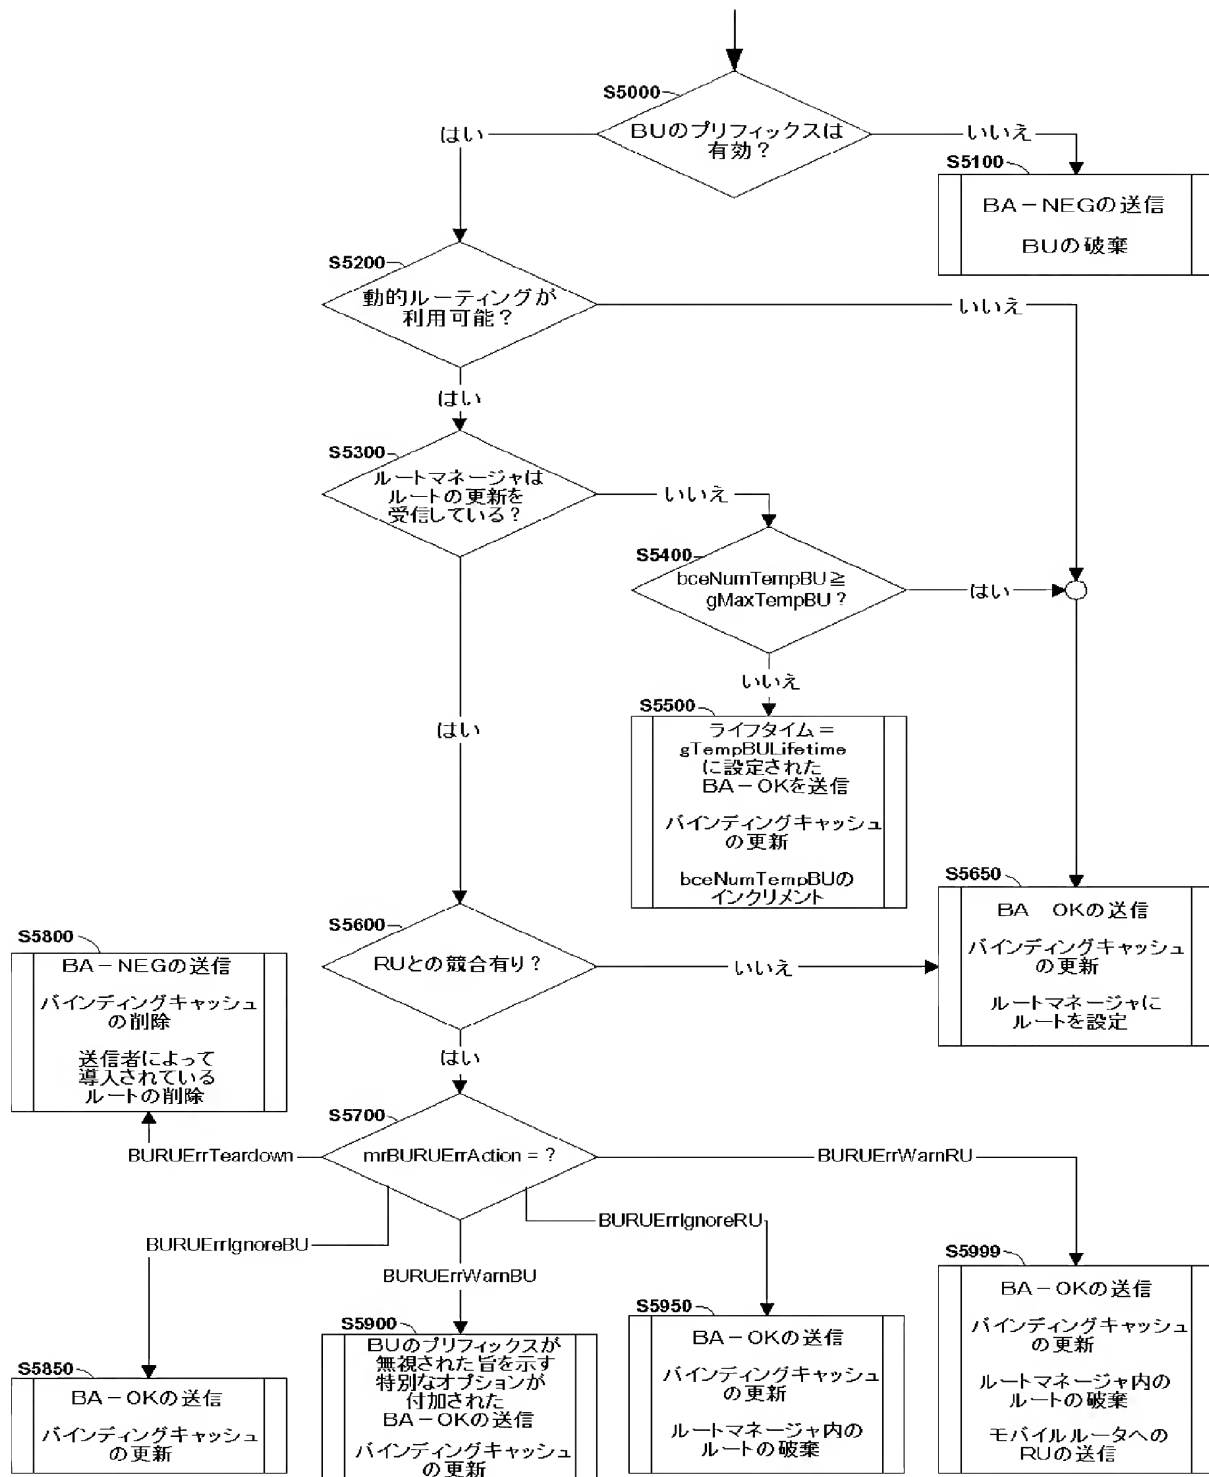 S5000
BUのプリフィックスは
有効？
はい
いいえ
S5100
BA－NEGの送信
BUの破棄
S5200
動的ルーティングが
利用可能？
いいえ
はい
S5300
ルートマネージャは
ルートの更新を
受信している？
いいえ
S5400
bceNumTempBU≧
gMaxTempBU？
はい
いいえ
S5500
ライフタイム＝
gTempBULifetime
に設定された
BA－OKを送信
バインディングキャッシュ
の更新
bceNumTempBUの
インクリメント
はい
S5650
BA　OKの送信
バインディングキャッシュ
の更新
ルートマネージャに
ルートを設定
S5600
RUとの競合有り？
いいえ
はい
S5800
BA－NEGの送信
バインディングキャッシュ
の削除
送信者によって
導入されている
ルートの削除
S5700
mrBURUErrAction = ？
BURUErrTeardown
BURUErrWarnRU
BURUErrIgnoreRU
BURUErrIgnoreBU
BURUErrWarnBU
S5850
BA－OKの送信
バインディングキャッシュ
の更新
S5900
BUのプリフィックスが
無視された旨を示す
特別なオプションが
付加された
BA－OKの送信
バインディングキャッシュ
の更新
S5950
BA－OKの送信
バインディングキャッシュ
の更新
ルートマネージャ内の
ルートの破棄
S5999
BA－OKの送信
バインディングキャッシュ
の更新
ルートマネージャ内の
ルートの破棄
モバイルルータへの
RUの送信